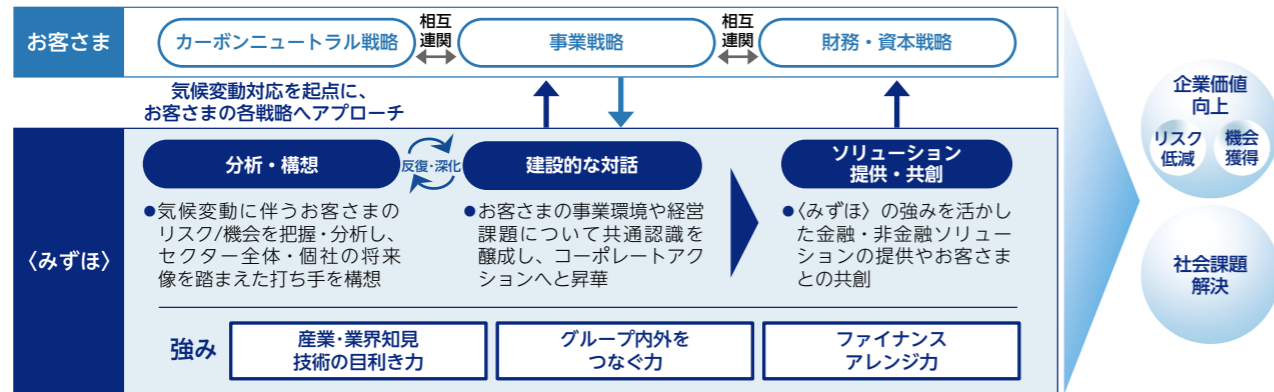 お客さま
カーボンニュートラル戦略
相互
連関
事業戦略
相互
連関
財務・資本戦略
気候変動対応を起点に、
お客さまの各戦略へアプローチ
〈みずほ〉
分析・構想
反復・深化
建設的な対話
ソリューション
提供・共創
●気候変動に伴うお客さまの
リスク/機会を把握・分析し、
セクター全体・個社の将来
像を踏まえた打ち手を構想
●お客さまの事業環境や経営
課題について共通認識を
醸成し、コーポレートアク
ションへと昇華
●〈みずほ〉の強みを活かし
た金融・非金融ソリュー
ションの提供やお客さま
との共創
強み
産業・業界知見
技術の目利き力
グループ内外を
つなぐ力
ファイナンス
アレンジ力
企業価値
向上
リスク
低減
機会
獲得
社会課題
解決